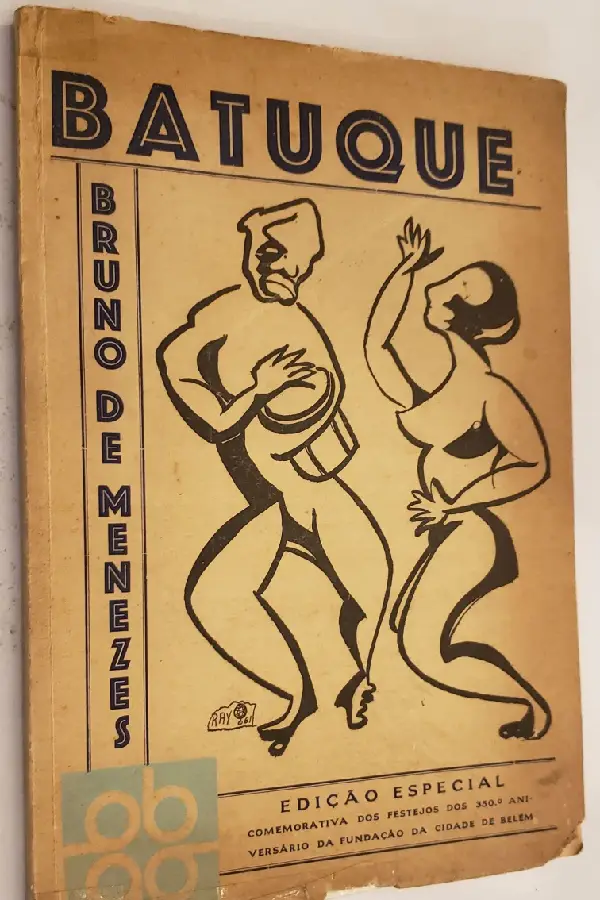 BATUQUE
BRUNO DE MENEZES
RAY
EDIÇÃO ESPECIAL
COMEMORATIVA DOS FESTEJOS DOS 350.º ANI-
VERSÁRIO DA FUNDAÇÃO DA CIDADE DE BELÉM